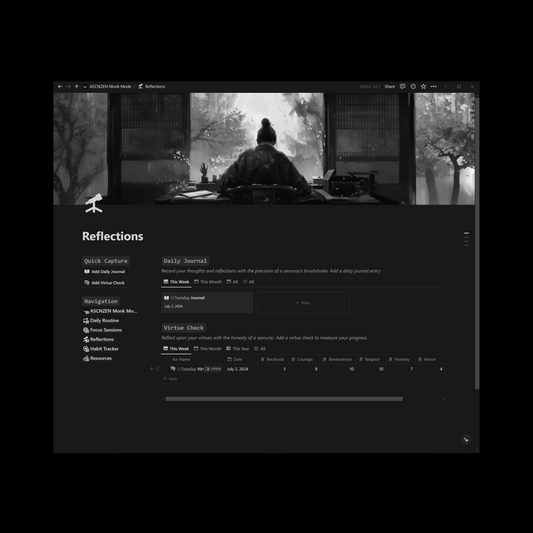 ASCNZEN Monk Mode / Reflections
Edited Jul 2 Share
Reflections
Quick Capture
Add Daily Journal
Add Virtue Check
Navigation
ASCNZEN Monk Mo...
Daily Routine
Focus Sessions
Reflections
Habit Tracker
Resources
Daily Journal
Record your thoughts and reflections with the precision of a samurai's brushstroke. Add a daily journal entry
This Week This Month All All
@Tuesday Journal
July 2, 2024
+ New
Virtue Check
Reflect upon your virtues with the honesty of a samurai. Add a virtue check to measure your progress.
This Week This Month This Year All
Aa Name Date # Rectitude # Courage # Benevolence # Respect # Honesty # Honor
@Tuesday Vir OPEN July 2, 2024 5 8 10 10 7 4
+ New